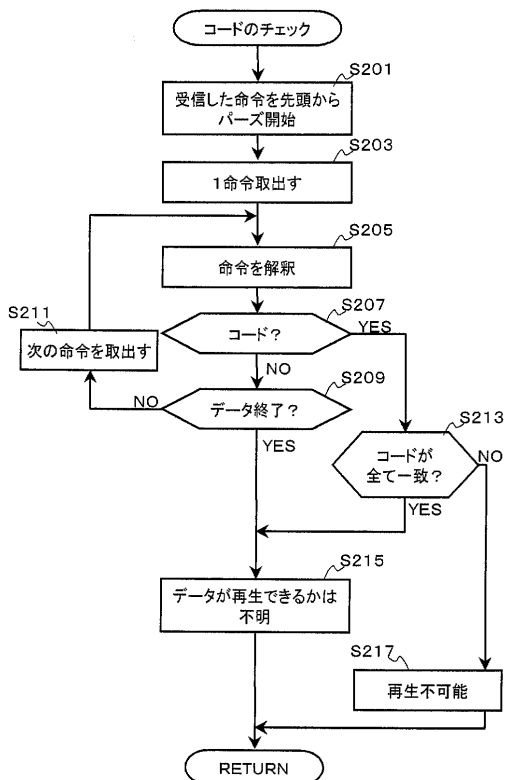 コードのチェック
S201
受信した命令を先頭から
パーズ開始
S203
1命令取出す
S205
命令を解釈
S207
コード?
YES
NO
S211
次の命令を取出す
S209
データ終了?
NO
YES
S213
コードが
全て一致?
NO
YES
S215
データが再生できるかは
不明
S217
再生不可能
RETURN